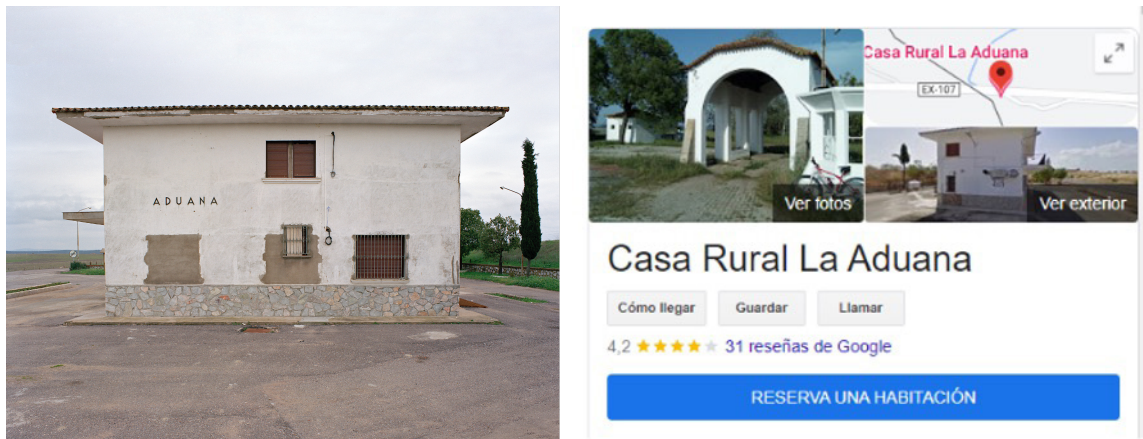 ADUANA
Casa Rural La Aduana
EX-107
Ver fotos
Ver exterior
Casa Rural La Aduana
Cómo llegar
Guardar
Llamar
4,2
31 reseñas de Google
RESERVA UNA HABITACIÓN